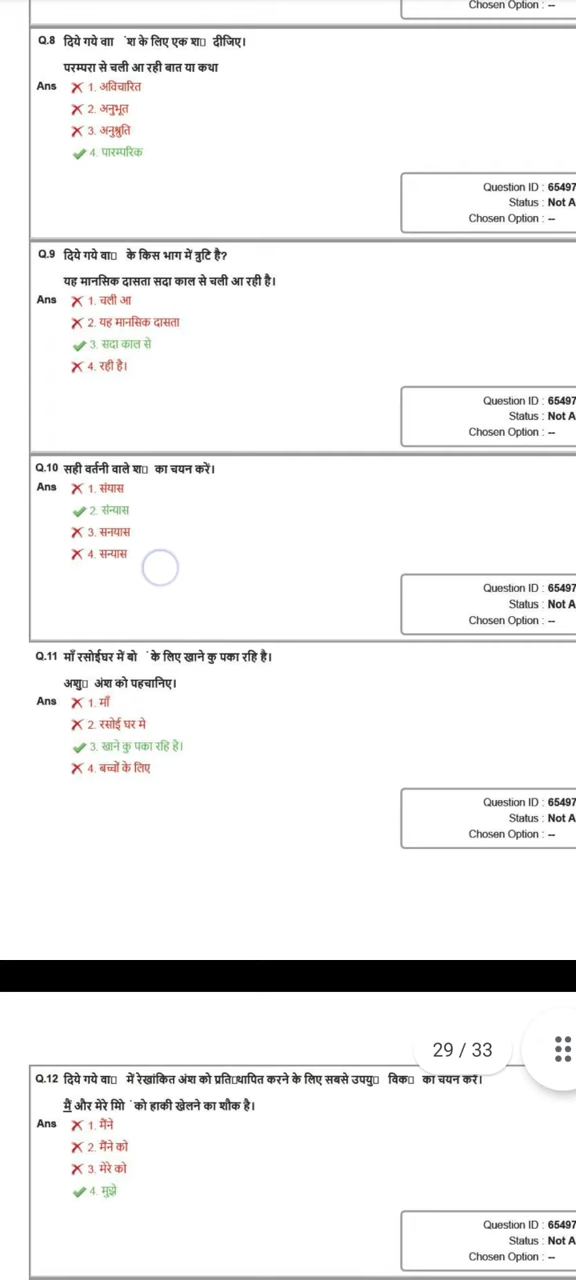 Chosen Option : --
Q.8 दिये गये के लिए एक दीजिए।
परम्परा से चली आ रही बात या कथा
Ans 1. अविचारित
2. अनुभूत
3. अनुश्रुति
4. पारम्परिक
Question ID : 65497
Status : Not A
Chosen Option : --
Q.9 दिये गये के किस भाग में त्रुटि है?
यह मानसिक दासता सदा काल से चली आ रही है।
Ans 1. चली आ
2. यह मानसिक दासता
3. सदा काल से
4. रही है।
Question ID : 65497
Status : Not A
Chosen Option : --
Q.10 सही वर्तनी वाले का चयन करें।
Ans 1. संयास
2. संन्यास
3. सनयास
4. सन्यास
Question ID : 65497
Status : Not A
Chosen Option : --
Q.11 माँ रसोईघर में के लिए खाने कु पका रहि है।
अंश को पहचानिए।
Ans 1. माँ
2. रसोई घर मे
3. खाने कु पका रहि है।
4. बच्चों के लिए
Question ID : 65497
Status : Not A
Chosen Option : --
29 / 33
Q.12 दिये गये में रेखांकित अंश को करने के लिए सबसे का चयन करें।
मैं और मेरे को हाकी खेलने का शौक है।
Ans 1. मैंने
2. मैंने को
3. मेरे को
4. मुझे
Question ID : 65497
Status : Not A
Chosen Option : --